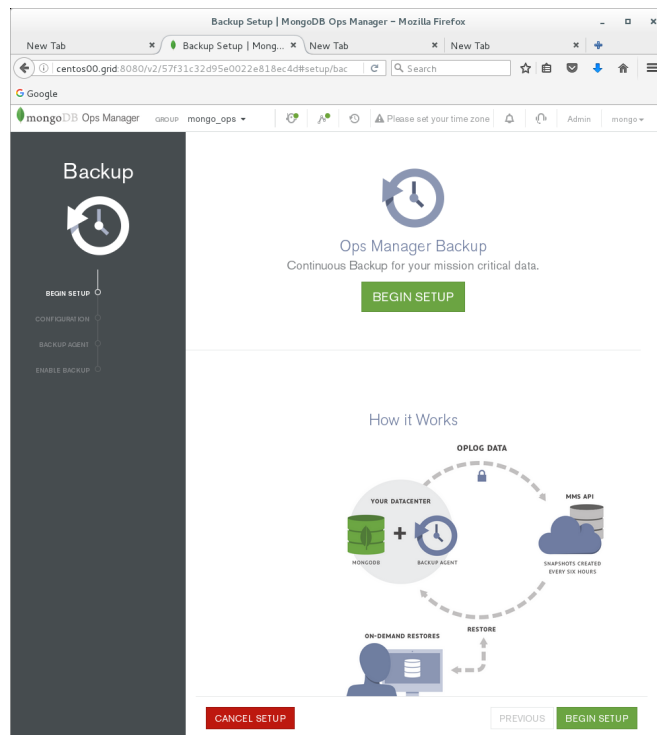 Backup Setup | MongoDB Ops Manager - Mozilla Firefox
New Tab
Backup Setup | Mong...
New Tab
New Tab
centos00.grid:8080/v2/57f31c32d95e0022e818ec4d#setup/bac
Search
Google
mongoDB Ops Manager
GROUP mongo_ops
Please set your time zone
Admin
mongo
Backup
BEGIN SETUP
CONFIGURATION
BACKUP AGENT
ENABLE BACKUP
Ops Manager Backup
Continuous Backup for your mission critical data.
BEGIN SETUP
How it Works
OPLOG DATA
YOUR DATACENTER
MMS API
MONGODB
BACKUP AGENT
SNAPSHOTS CREATED
EVERY SIX HOURS
RESTORE
ON-DEMAND RESTORES
CANCEL SETUP
PREVIOUS
BEGIN SETUP